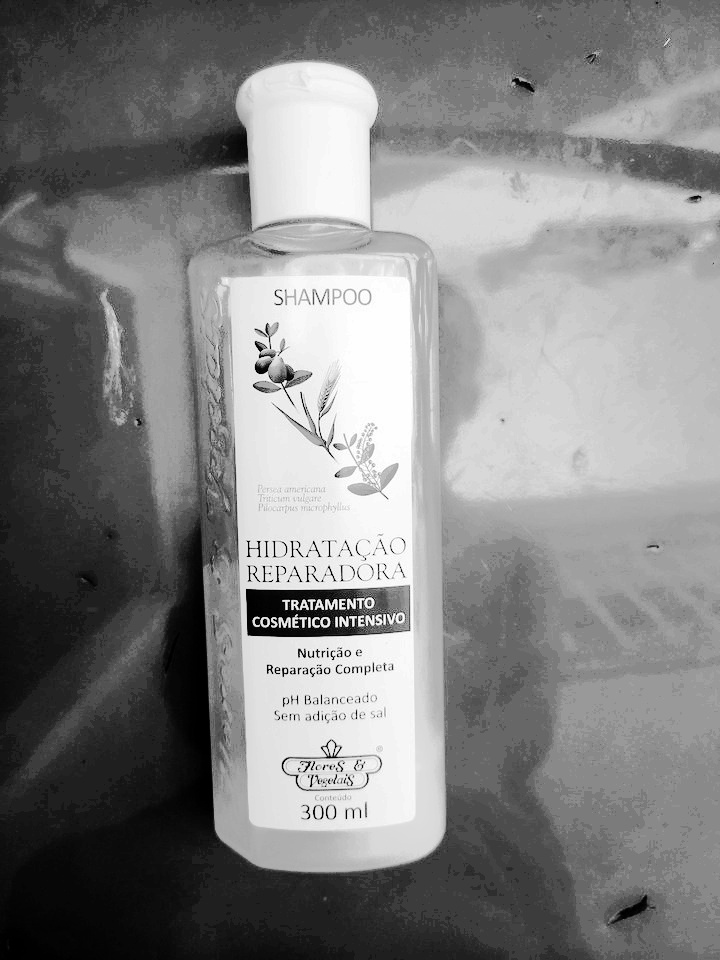 SHAMPOO
Persea americana
Triticum vulgare
Pilocarpus microphyllus
HIDRATAÇÃO
REPARADORA
TRATAMENTO
COSMÉTICO INTENSIVO
Nutrição e
Reparação Completa
pH Balanceado
Sem adição de sal
®
Flores &
Vegetais
Conteúdo
300 ml